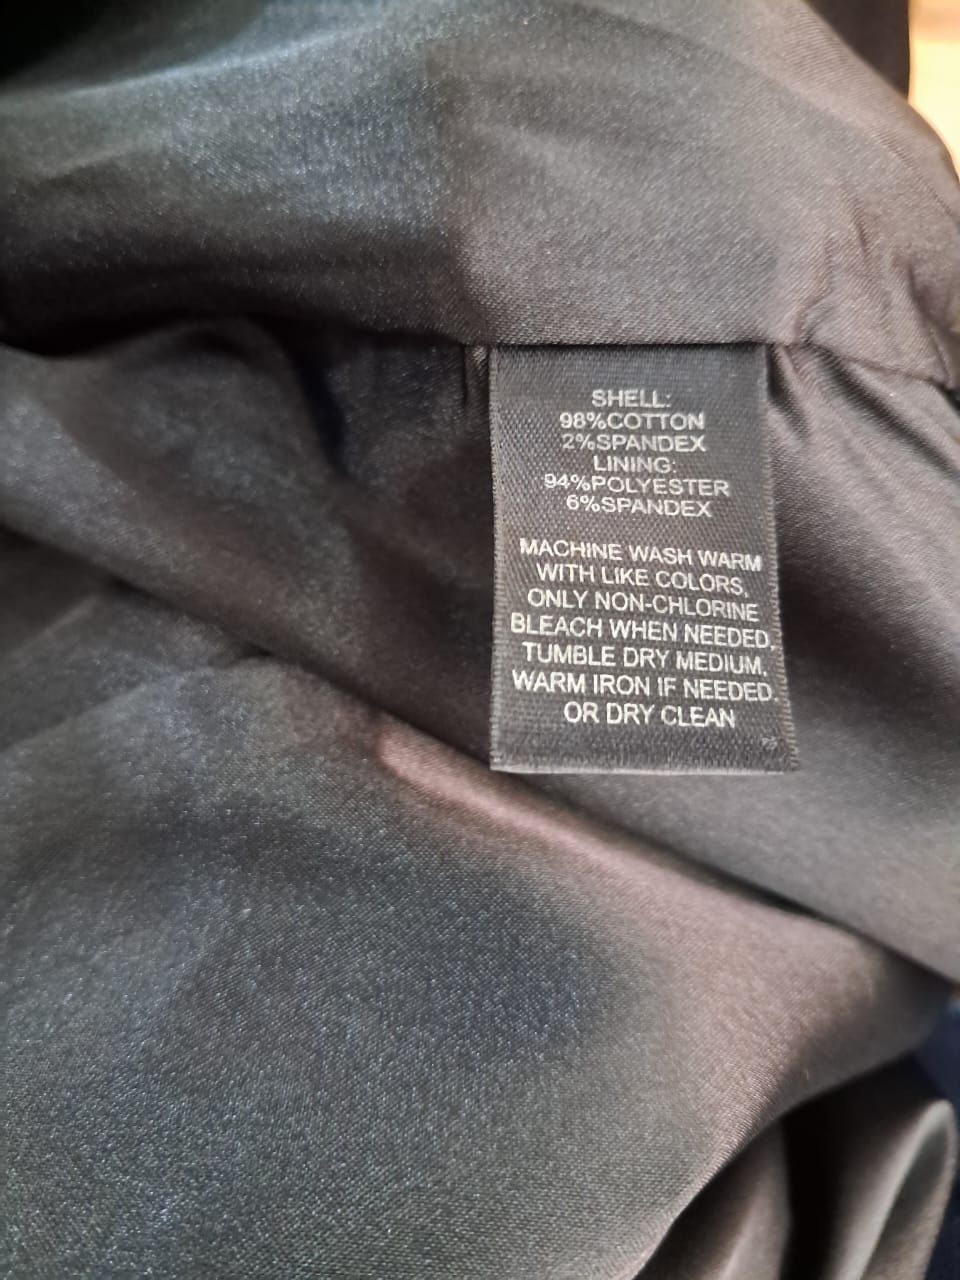 SHELL:
98%COTTON
2%SPANDEX
LINING:
94%POLYESTER
6%SPANDEX
MACHINE WASH WARM
WITH LIKE COLORS,
ONLY NON-CHLORINE
BLEACH WHEN NEEDED,
TUMBLE DRY MEDIUM,
WARM IRON IF NEEDED.
OR DRY CLEAN